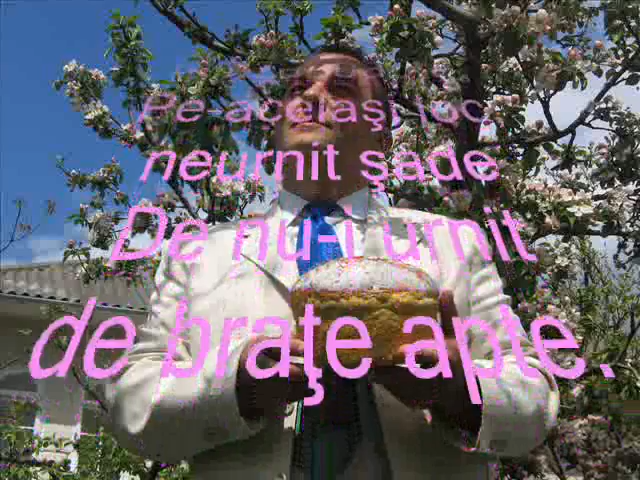 Pe-acelaşi loc
neurnit şade
De nu-i urnit
de braţe apte.